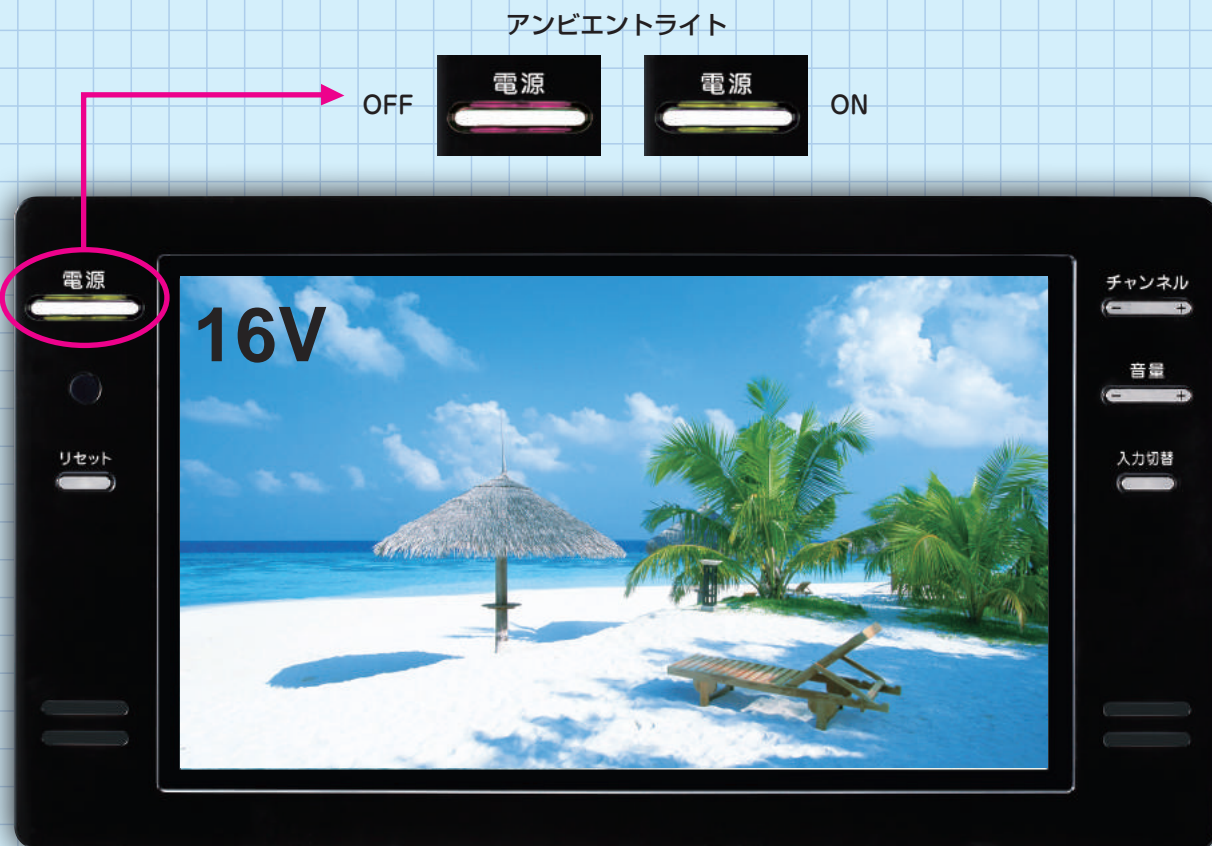 アンビエントライト
OFF
電源
電源
ON
電源
リセット
16V
チャンネル
- +
音量
- +
入力切替